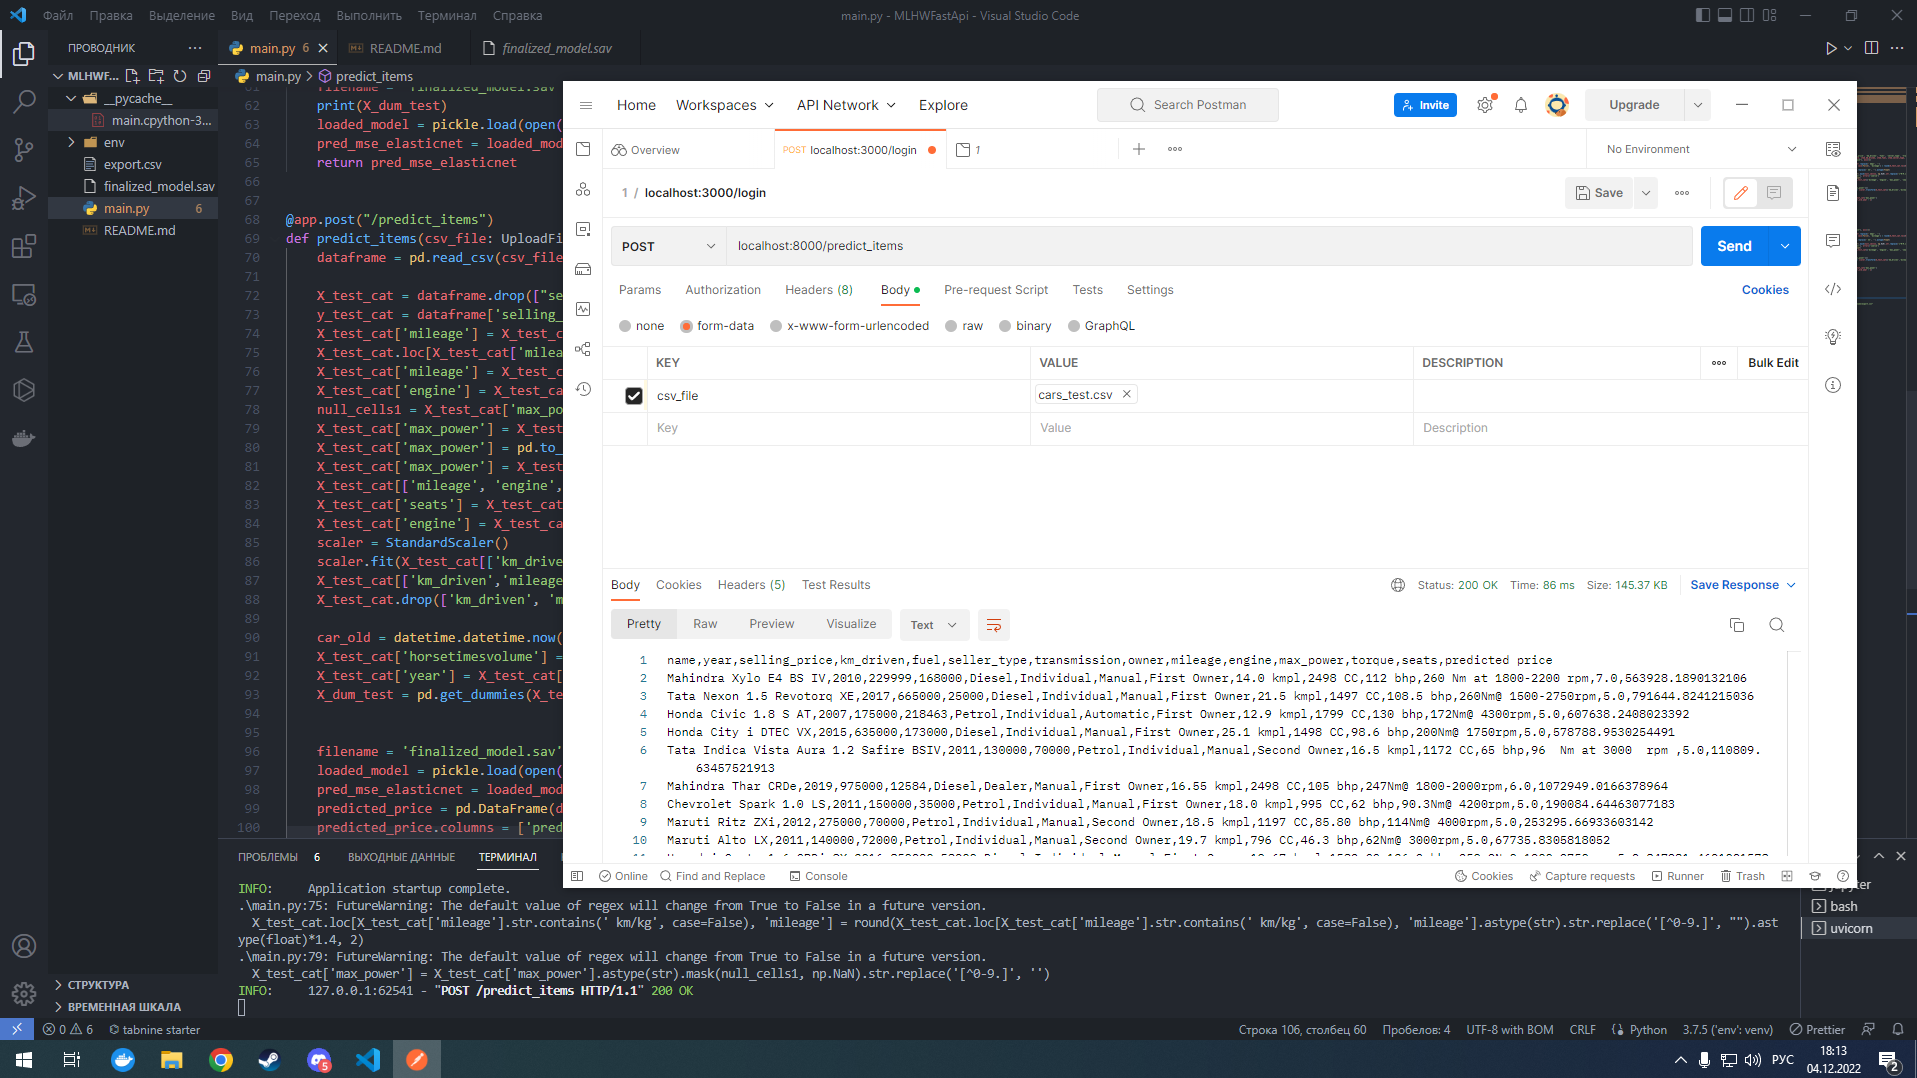 Файл Правка Выделение Вид Переход Выполнить Терминал Справка
main.py - MLHWFastApi - Visual Studio Code
ПРОВОДНИК
MLHWF...
__pycache__
main.cpython-3...
env
export.csv
finalized_model.sav
main.py 6
README.md
СТРУКТУРА
ВРЕМЕННАЯ ШКАЛА
main.py 6
README.md
finalized_model.sav
main.py > predict_items
62 print(X_dum_test)
63 loaded_model = pickle.load(open(
64 pred_mse_elasticnet = loaded_mod
65 return pred_mse_elasticnet
66
67
68 @app.post("/predict_items")
69 def predict_items(csv_file: UploadFi
70 dataframe = pd.read_csv(csv_file
71
72 X_test_cat = dataframe.drop(["se
73 y_test_cat = dataframe['selling_
74 X_test_cat['mileage'] = X_test_c
75 X_test_cat.loc[X_test_cat['milea
76 X_test_cat['mileage'] = X_test_c
77 X_test_cat['engine'] = X_test_ca
78 null_cells1 = X_test_cat['max_po
79 X_test_cat['max_power'] = X_test
80 X_test_cat['max_power'] = pd.to_
81 X_test_cat['max_power'] = X_test
82 X_test_cat[['mileage', 'engine',
83 X_test_cat['seats'] = X_test_cat
84 X_test_cat['engine'] = X_test_ca
85 scaler = StandardScaler()
86 scaler.fit(X_test_cat[['km_drive
87 X_test_cat[['km_driven','mileage
88 X_test_cat.drop(['km_driven', 'm
89
90 car_old = datetime.datetime.now(
91 X_test_cat['horsetimesvolume'] =
92 X_test_cat['year'] = X_test_cat[
93 X_dum_test = pd.get_dummies(X_te
94
95
96 filename = 'finalized_model.sav'
97 loaded_model = pickle.load(open(
98 pred_mse_elasticnet = loaded_mod
99 predicted_price = pd.DataFrame(d
100 predicted_price.columns = ['pred
Home Workspaces API Network Explore
Search Postman
Invite
Upgrade
Overview
POST localhost:3000/login
1
No Environment
1 / localhost:3000/login
Save
POST
localhost:8000/predict_items
Send
Params Authorization Headers (8) Body Pre-request Script Tests Settings
Cookies
none form-data x-www-form-urlencoded raw binary GraphQL
KEY VALUE DESCRIPTION
Bulk Edit
csv_file cars_test.csv
Key Value Description
Body Cookies Headers (5) Test Results
Status: 200 OK Time: 86 ms Size: 145.37 KB Save Response
Pretty Raw Preview Visualize Text
1 name,year,selling_price,km_driven,fuel,seller_type,transmission,owner,mileage,engine,max_power,torque,seats,predicted price
2 Mahindra Xylo E4 BS IV,2010,229999,168000,Diesel,Individual,Manual,First Owner,14.0 kmpl,2498 CC,112 bhp,260 Nm at 1800-2200 rpm,7.0,563928.1890132106
3 Tata Nexon 1.5 Revotorq XE,2017,665000,25000,Diesel,Individual,Manual,First Owner,21.5 kmpl,1497 CC,108.5 bhp,260Nm@ 1500-2750rpm,5.0,791644.8241215036
4 Honda Civic 1.8 S AT,2007,175000,218463,Petrol,Individual,Automatic,First Owner,12.9 kmpl,1799 CC,130 bhp,172Nm@ 4300rpm,5.0,607638.2408023392
5 Honda City i DTEC VX,2015,635000,173000,Diesel,Individual,Manual,First Owner,25.1 kmpl,1498 CC,98.6 bhp,200Nm@ 1750rpm,5.0,578788.9530254491
6 Tata Indica Vista Aura 1.2 Safire BSIV,2011,130000,70000,Petrol,Individual,Manual,Second Owner,16.5 kmpl,1172 CC,65 bhp,96  Nm at 3000  rpm ,5.0,110809.
63457521913
7 Mahindra Thar CRDe,2019,975000,12584,Diesel,Dealer,Manual,First Owner,16.55 kmpl,2498 CC,105 bhp,247Nm@ 1800-2000rpm,6.0,1072949.0166378964
8 Chevrolet Spark 1.0 LS,2011,150000,35000,Petrol,Individual,Manual,First Owner,18.0 kmpl,995 CC,62 bhp,90.3Nm@ 4200rpm,5.0,190084.64463077183
9 Maruti Ritz ZXi,2012,275000,70000,Petrol,Individual,Manual,Second Owner,18.5 kmpl,1197 CC,85.80 bhp,114Nm@ 4000rpm,5.0,253295.66933603142
10 Maruti Alto LX,2011,140000,72000,Petrol,Individual,Manual,Second Owner,19.7 kmpl,796 CC,46.3 bhp,62Nm@ 3000rpm,5.0,67735.8305818052
Online Find and Replace Console
Cookies Capture requests Runner Trash
ПРОБЛЕМЫ 6 ВЫХОДНЫЕ ДАННЫЕ ТЕРМИНАЛ
INFO: Application startup complete.
.\main.py:75: FutureWarning: The default value of regex will change from True to False in a future version.
X_test_cat.loc[X_test_cat['mileage'].str.contains(' km/kg', case=False), 'mileage'] = round(X_test_cat.loc[X_test_cat['mileage'].str.contains(' km/kg', case=False), 'mileage'].astype(str).str.replace('[^0-9.]', "").ast
ype(float)*1.4, 2)
.\main.py:79: FutureWarning: The default value of regex will change from True to False in a future version.
X_test_cat['max_power'] = X_test_cat['max_power'].astype(str).mask(null_cells1, np.NaN).str.replace('[^0-9.]', '')
INFO: 127.0.0.1:62541 - "POST /predict_items HTTP/1.1" 200 OK
bash
uvicorn
0 6 tabnine starter
Строка 106, столбец 60 Пробелов: 4 UTF-8 with BOM CRLF Python 3.7.5 ('env': venv) Prettier
5
РУС
18:13
04.12.2022
2